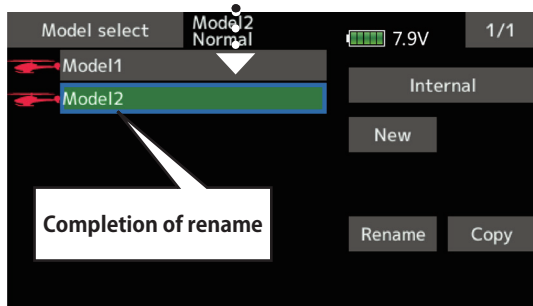 Model select
Model2
Normal
7.9V
1/1
Model1
Internal
Model2
New
Completion of rename
Rename
Copy